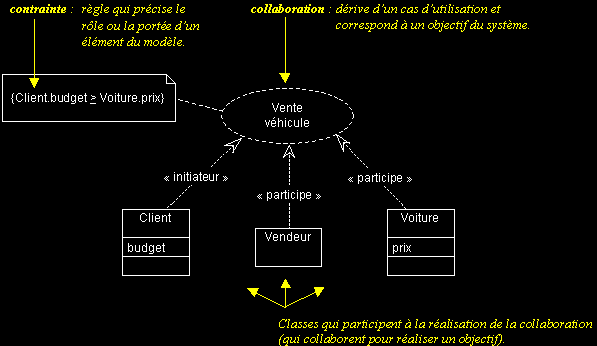 contrainte : règle qui précise le
rôle ou la portée d'un
élément du modèle.
collaboration : dérive d'un cas d'utilisation et
correspond à un objectif du système.
{Client.budget ≥ Voiture.prix}
Vente
véhicule
« initiateur »
« participe »
« participe »
Client
budget
Vendeur
Voiture
prix
Classes qui participent à la réalisation de la collaboration
(qui collaborent pour réaliser un objectif).